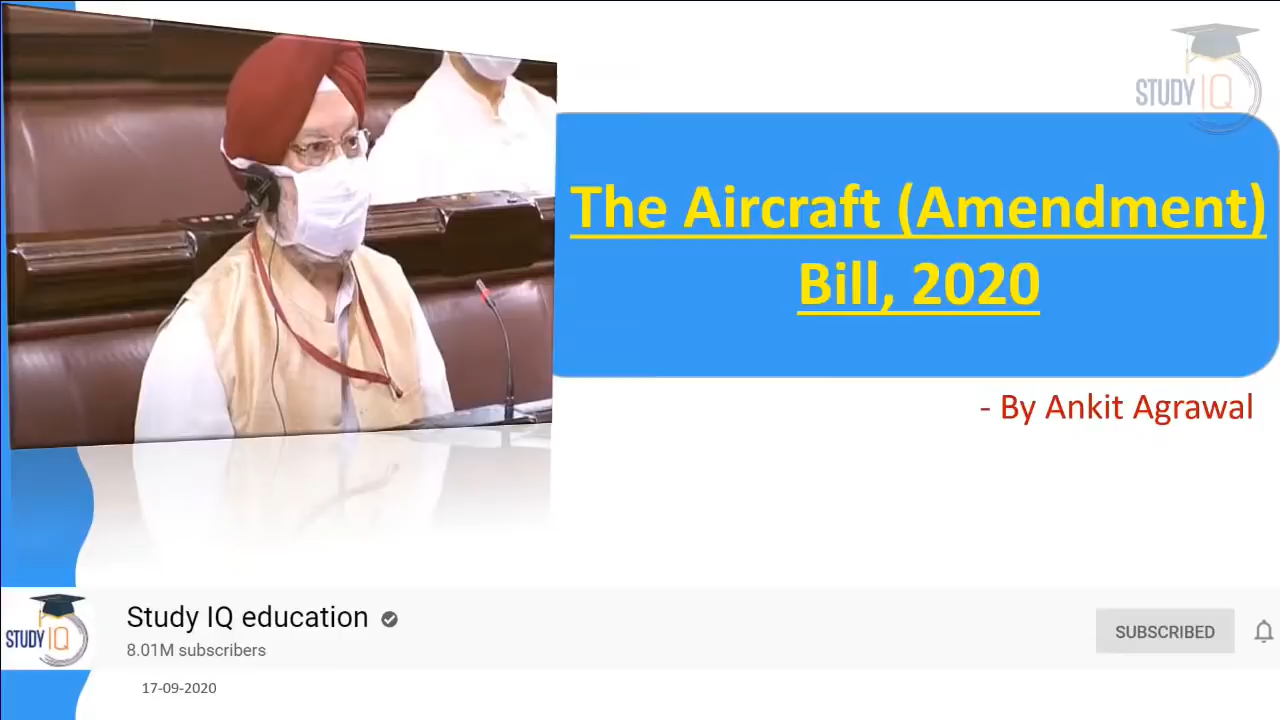 STUDY IQ
The Aircraft (Amendment)
Bill, 2020
- By Ankit Agrawal
STUDY IQ
Study IQ education
8.01M subscribers
SUBSCRIBED
17-09-2020